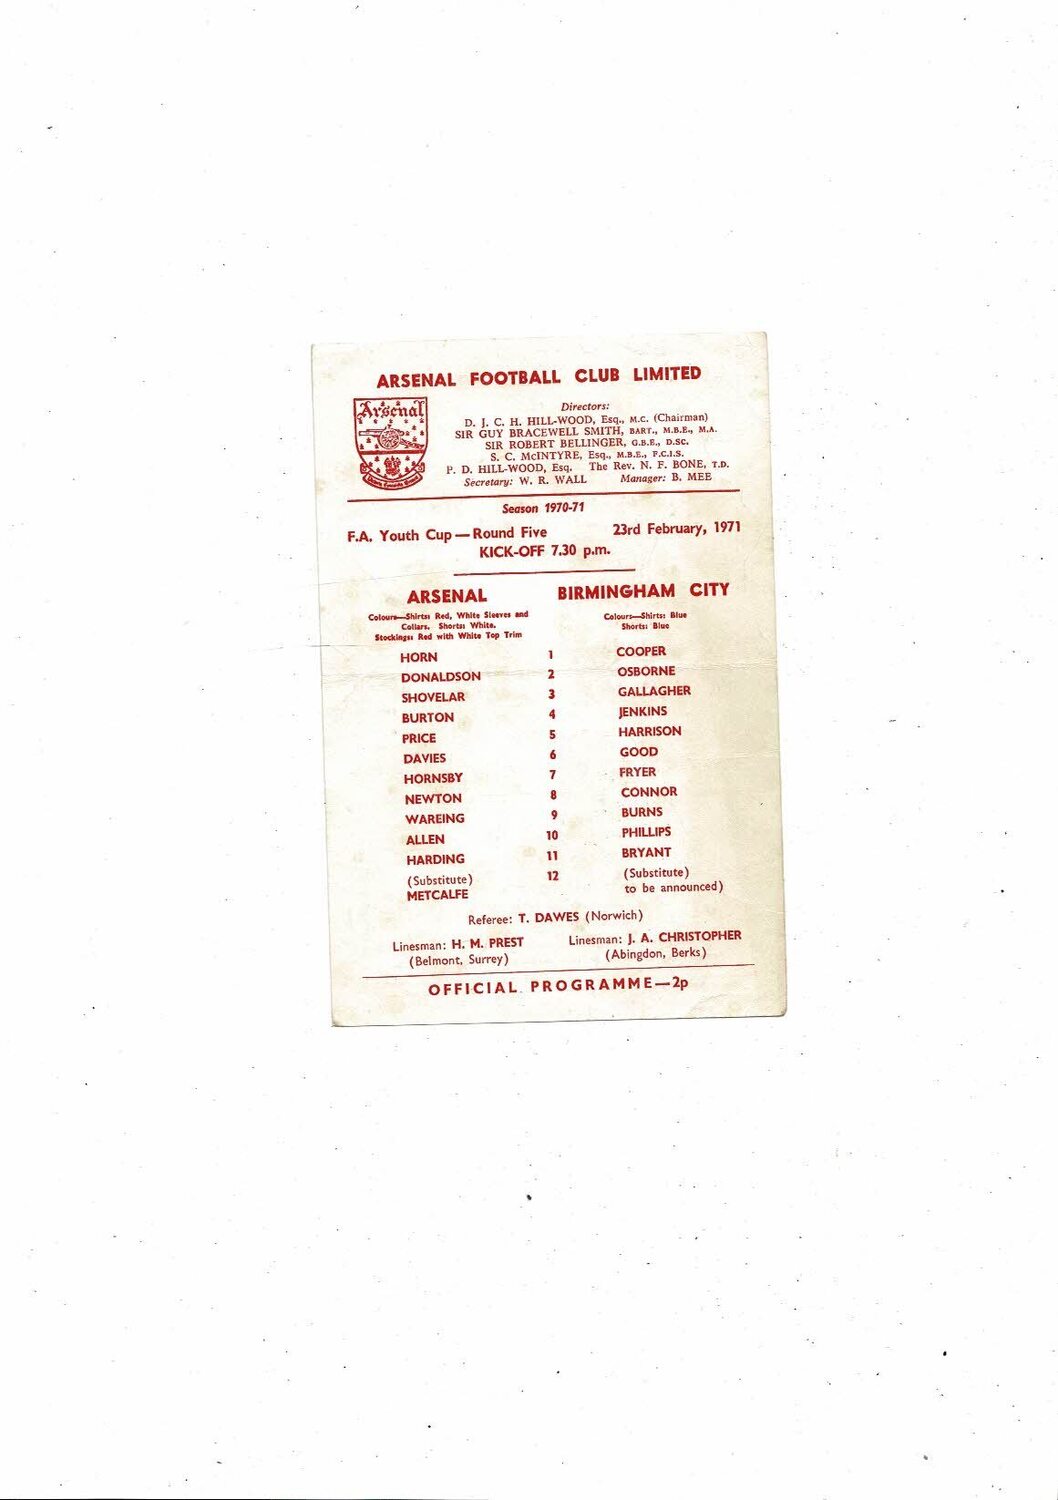 ARSENAL FOOTBALL CLUB LIMITED
Arsenal
Directors:
D. J. C. H. HILL-WOOD, Esq., M.C. (Chairman)
SIR GUY BRACEWELL SMITH, BART., M.B.E., M.A.
SIR ROBERT BELLINGER, G.B.E., D.SC.
S. C. McINTYRE, Esq., M.B.E., F.C.I.S.
P. D. HILL-WOOD, Esq. The Rev. N. F. BONE, T.D.
Secretary: W. R. WALL Manager: B. MEE
Season 1970-71
F.A. Youth Cup — Round Five 23rd February, 1971
KICK-OFF 7.30 p.m.
ARSENAL BIRMINGHAM CITY
Colours—Shirts: Red, White Sleeves and Colours—Shirts: Blue
Collars. Shorts: White. Shorts: Blue
Stockings: Red with White Top Trim
HORN 1 COOPER
DONALDSON 2 OSBORNE
SHOVELAR 3 GALLAGHER
BURTON 4 JENKINS
PRICE 5 HARRISON
DAVIES 6 GOOD
HORNSBY 7 FRYER
NEWTON 8 CONNOR
WAREING 9 BURNS
ALLEN 10 PHILLIPS
HARDING 11 BRYANT
(Substitute) 12 (Substitute)
METCALFE to be announced)
Referee: T. DAWES (Norwich)
Linesman: H. M. PREST Linesman: J. A. CHRISTOPHER
(Belmont, Surrey) (Abingdon, Berks)
OFFICIAL PROGRAMME—2p